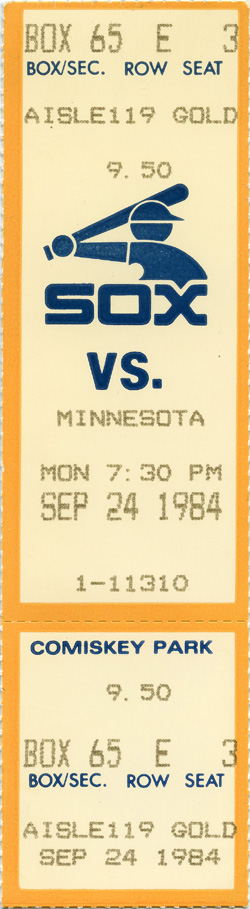 BOX 65 E 3
BOX/SEC. ROW SEAT
AISLE119 GOLD
9.50
SOX
VS.
MINNESOTA
MON 7:30 PM
SEP 24 1984
1-11310
COMISKEY PARK
9.50
BOX 65 E 3
BOX/SEC. ROW SEAT
AISLE119 GOLD
SEP 24 1984